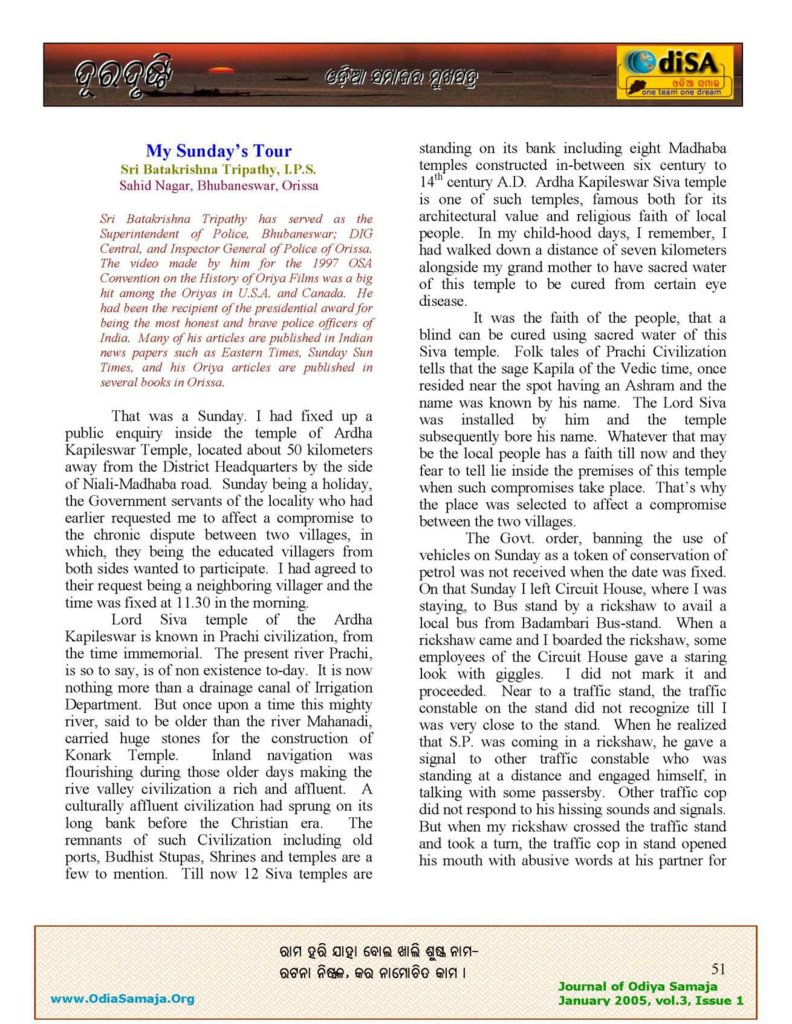 ଦୂରଦୃଷ୍ଟି
ଓଡ଼ିଆ ସମାଜର ମୁଖପତ୍ର
OdiSA
ଓଡ଼ିଆ ସମାଜ
one team one dream
My Sunday's Tour
Sri Batakrishna Tripathy, I.P.S.
Sahid Nagar, Bhubaneswar, Orissa
Sri Batakrishna Tripathy has served as the
Superintendent of Police, Bhubaneswar; DIG
Central, and Inspector General of Police of Orissa.
The video made by him for the 1997 OSA
Convention on the History of Oriya Films was a big
hit among the Oriyas in U.S.A. and Canada. He
had been the recipient of the presidential award for
being the most honest and brave police officers of
India. Many of his articles are published in Indian
news papers such as Eastern Times, Sunday Sun
Times, and his Oriya articles are published in
several books in Orissa.
That was a Sunday. I had fixed up a
public enquiry inside the temple of Ardha
Kapileswar Temple, located about 50 kilometers
away from the District Headquarters by the side
of Niali-Madhaba road. Sunday being a holiday,
the Government servants of the locality who had
earlier requested me to affect a compromise to
the chronic dispute between two villages, in
which, they being the educated villagers from
both sides wanted to participate. I had agreed to
their request being a neighboring villager and the
time was fixed at 11.30 in the morning.
Lord Siva temple of the Ardha
Kapileswar is known in Prachi civilization, from
the time immemorial. The present river Prachi,
is so to say, is of non existence to-day. It is now
nothing more than a drainage canal of Irrigation
Department. But once upon a time this mighty
river, said to be older than the river Mahanadi,
carried huge stones for the construction of
Konark Temple. Inland navigation was
flourishing during those older days making the
rive valley civilization a rich and affluent. A
culturally affluent civilization had sprung on its
long bank before the Christian era. The
remnants of such Civilization including old
ports, Budhist Stupas, Shrines and temples are a
few to mention. Till now 12 Siva temples are
standing on its bank including eight Madhaba
temples constructed in-between six century to
14th century A.D. Ardha Kapileswar Siva temple
is one of such temples, famous both for its
architectural value and religious faith of local
people. In my child-hood days, I remember, I
had walked down a distance of seven kilometers
alongside my grand mother to have sacred water
of this temple to be cured from certain eye
disease.
It was the faith of the people, that a
blind can be cured using sacred water of this
Siva temple. Folk tales of Prachi Civilization
tells that the sage Kapila of the Vedic time, once
resided near the spot having an Ashram and the
name was known by his name. The Lord Siva
was installed by him and the temple
subsequently bore his name. Whatever that may
be the local people has a faith till now and they
fear to tell lie inside the premises of this temple
when such compromises take place. That's why
the place was selected to affect a compromise
between the two villages.
The Govt. order, banning the use of
vehicles on Sunday as a token of conservation of
petrol was not received when the date was fixed.
On that Sunday I left Circuit House, where I was
staying, to Bus stand by a rickshaw to avail a
local bus from Badambari Bus-stand. When a
rickshaw came and I boarded the rickshaw, some
employees of the Circuit House gave a staring
look with giggles. I did not mark it and
proceeded. Near to a traffic stand, the traffic
constable on the stand did not recognize till I
was very close to the stand. When he realized
that S.P. was coming in a rickshaw, he gave a
signal to other traffic constable who was
standing at a distance and engaged himself, in
talking with some passersby. Other traffic cop
did not respond to his hissing sounds and signals.
But when my rickshaw crossed the traffic stand
and took a turn, the traffic cop in stand opened
his mouth with abusive words at his partner for
ରାମ ହରି ଯାହା ବୋଲ ଖାଲି ଶୁଷ୍କ ନାମ-
ରଟନା ନିଷ୍ଫଳ, କର ନାମୋଚିତ କାମ ।
51
www.OdiaSamaja.Org
Journal of Odiya Samaja
January 2005, vol.3, Issue 1